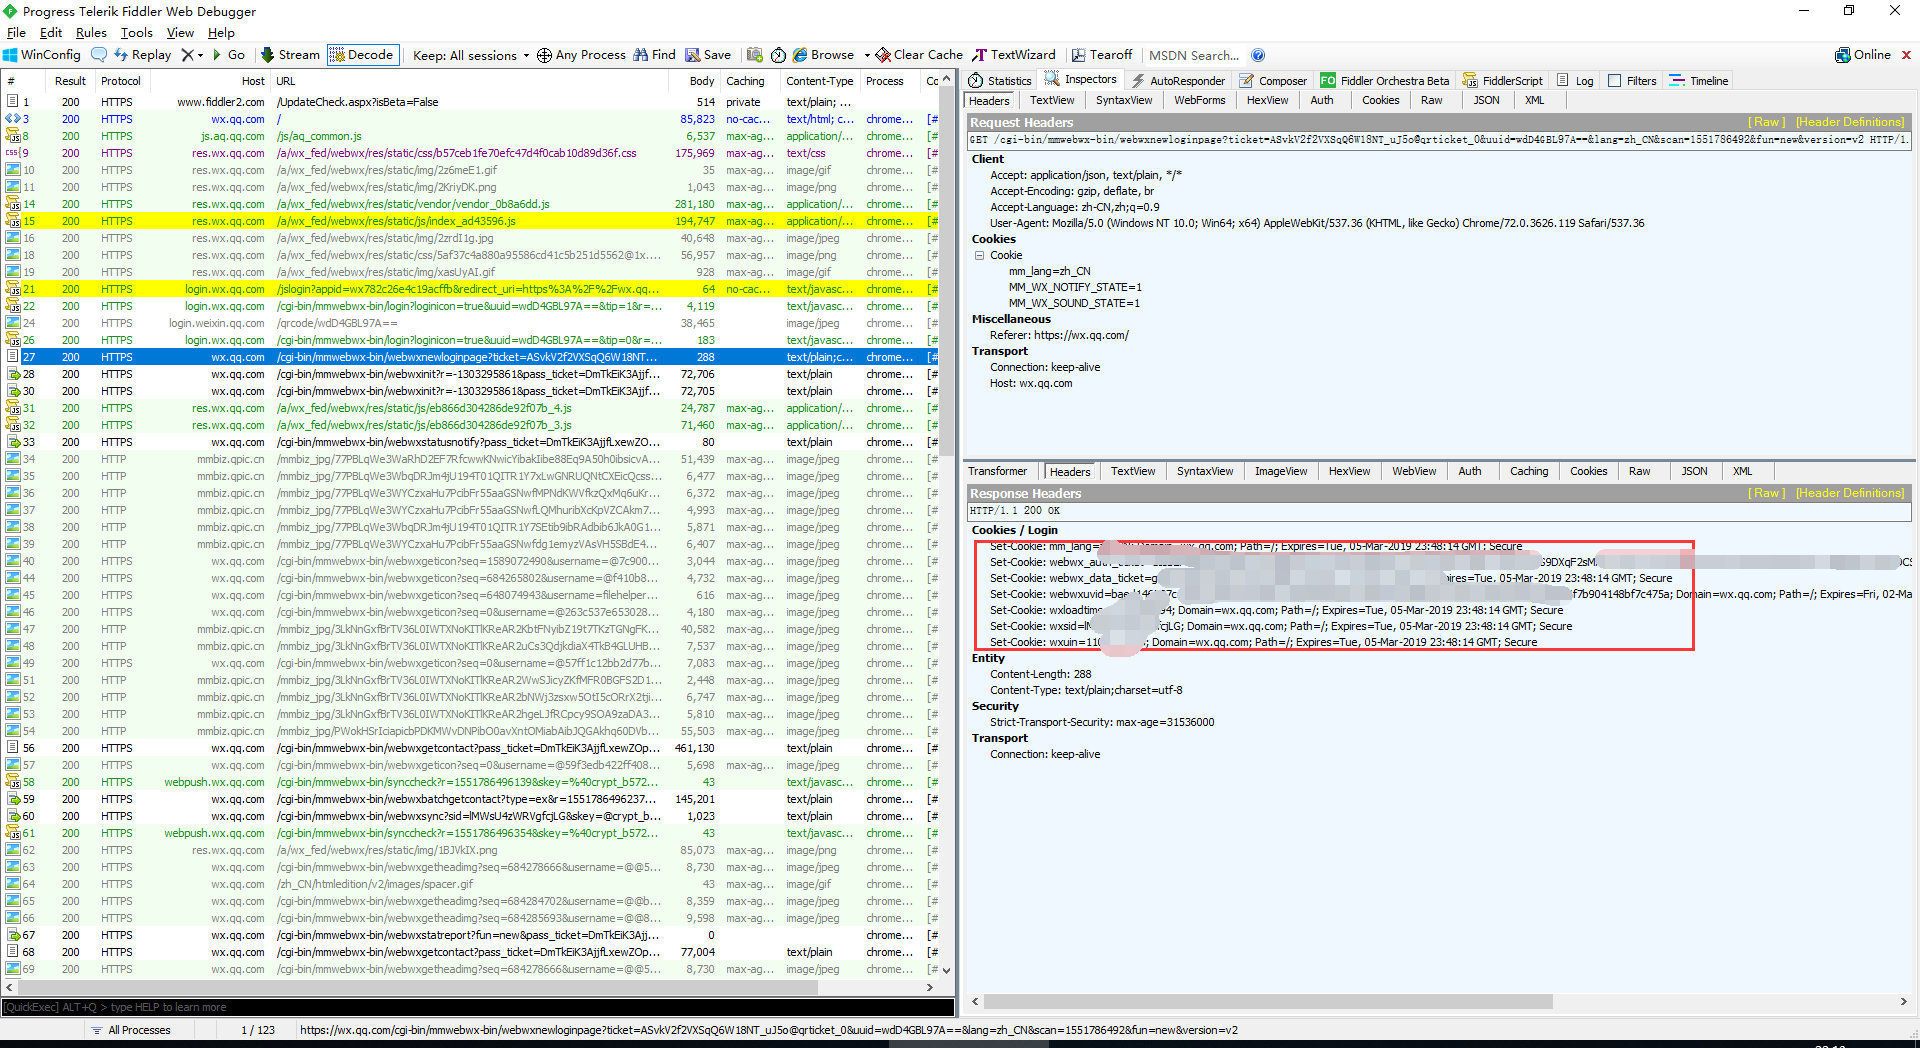 Progress Telerik Fiddler Web Debugger
File Edit Rules Tools View Help
WinConfig Replay Go Stream Decode Keep: All sessions Any Process Find Save Browse Clear Cache TextWizard Tearoff MSDN Search... Online
# Result Protocol Host URL Body Caching Content-Type Process Co
1 200 HTTPS www.fiddler2.com /UpdateCheck.aspx?isBeta=False 514 private text/plain; ...
3 200 HTTPS wx.qq.com / 85,823 no-cac... text/html; c... chrome... [#
8 200 HTTPS js.aq.qq.com /js/aq_common.js 6,537 max-ag... application/... chrome... [#
9 200 HTTPS res.wx.qq.com /a/wx_fed/webwx/res/static/css/b57ceb1fe70efc47d4f0cab10d89d36f.css 175,969 max-ag... text/css chrome... [#
10 200 HTTPS res.wx.qq.com /a/wx_fed/webwx/res/static/img/2z6meE1.gif 35 max-ag... image/gif chrome... [#
11 200 HTTPS res.wx.qq.com /a/wx_fed/webwx/res/static/img/2KriyDK.png 1,043 max-ag... image/png chrome... [#
14 200 HTTPS res.wx.qq.com /a/wx_fed/webwx/res/static/vendor/vendor_0b8a6dd.js 281,180 max-ag... application/... chrome... [#
15 200 HTTPS res.wx.qq.com /a/wx_fed/webwx/res/static/js/index_ad43596.js 194,747 max-ag... application/... chrome... [#
16 200 HTTPS res.wx.qq.com /a/wx_fed/webwx/res/static/img/2zrdI1g.jpg 40,648 max-ag... image/jpeg chrome... [#
18 200 HTTPS res.wx.qq.com /a/wx_fed/webwx/res/static/css/5af37c4a880a95586cd41c5b251d5562@1x.... 56,957 max-ag... image/png chrome... [#
19 200 HTTPS res.wx.qq.com /a/wx_fed/webwx/res/static/img/xasUyAI.gif 928 max-ag... image/gif chrome... [#
21 200 HTTPS login.wx.qq.com /jslogin?appid=wx782c26e4c19acffb&redirect_uri=https%3A%2F%2Fwx.qq... 64 no-cac... text/javasc... chrome... [#
22 200 HTTPS login.wx.qq.com /cgi-bin/mmwebwx-bin/login?loginicon=true&uuid=wdD4GBL97A==&tip=1&r=... 4,119 text/javasc... chrome... [#
24 200 HTTPS login.weixin.qq.com /qrcode/wdD4GBL97A== 38,465 image/jpeg chrome... [#
26 200 HTTPS login.wx.qq.com /cgi-bin/mmwebwx-bin/login?loginicon=true&uuid=wdD4GBL97A==&tip=0&r=... 183 text/javasc... chrome... [#
27 200 HTTPS wx.qq.com /cgi-bin/mmwebwx-bin/webwxnewloginpage?ticket=ASvkV2f2VXSqQ6W18NT... 288 text/plain;c... chrome... [#
28 200 HTTPS wx.qq.com /cgi-bin/mmwebwx-bin/webwxinit?r=-1303295861&pass_ticket=DmTkEiK3Ajjf... 72,706 text/plain chrome... [#
30 200 HTTPS wx.qq.com /cgi-bin/mmwebwx-bin/webwxinit?r=-1303295861&pass_ticket=DmTkEiK3Ajjf... 72,705 text/plain chrome... [#
31 200 HTTPS res.wx.qq.com /a/wx_fed/webwx/res/static/js/eb866d304286de92f07b_4.js 24,787 max-ag... application/... chrome... [#
32 200 HTTPS res.wx.qq.com /a/wx_fed/webwx/res/static/js/eb866d304286de92f07b_3.js 71,460 max-ag... application/... chrome... [#
33 200 HTTPS wx.qq.com /cgi-bin/mmwebwx-bin/webwxstatusnotify?pass_ticket=DmTkEiK3AjjfLxewZO... 80 text/plain chrome... [#
34 200 HTTP mmbiz.qpic.cn /mmbiz_jpg/77PBLqWe3WaRhD2EF7RfcwwKNwicYibakIibe88Eq9A50h0ibsicvA... 51,439 max-ag... image/jpeg chrome... [#
35 200 HTTP mmbiz.qpic.cn /mmbiz_jpg/77PBLqWe3WbqDRJm4jU194T01QITR1Y7xLwGNRUQNtCXEicQcss... 6,477 max-ag... image/jpeg chrome... [#
36 200 HTTP mmbiz.qpic.cn /mmbiz_jpg/77PBLqWe3WYCzxaHu7PcibFr55aaGSNwfMPNdKWVfkzQxMq6uKr... 6,372 max-ag... image/jpeg chrome... [#
37 200 HTTP mmbiz.qpic.cn /mmbiz_jpg/77PBLqWe3WYCzxaHu7PcibFr55aaGSNwfLQMhuribXcKpVZCAkm7... 4,993 max-ag... image/jpeg chrome... [#
38 200 HTTP mmbiz.qpic.cn /mmbiz_jpg/77PBLqWe3WbqDRJm4jU194T01QITR1Y7SEtib9ibRAdbib6JkA0G1... 5,871 max-ag... image/jpeg chrome... [#
39 200 HTTP mmbiz.qpic.cn /mmbiz_jpg/77PBLqWe3WYCzxaHu7PcibFr55aaGSNwfdg1emyzVAsVH5SBdE4... 6,407 max-ag... image/jpeg chrome... [#
40 200 HTTPS wx.qq.com /cgi-bin/mmwebwx-bin/webwxgeticon?seq=1589072490&username=@7c900... 3,044 max-ag... image/jpeg chrome... [#
44 200 HTTPS wx.qq.com /cgi-bin/mmwebwx-bin/webwxgeticon?seq=684265802&username=@f410b8... 4,732 max-ag... image/jpeg chrome... [#
45 200 HTTPS wx.qq.com /cgi-bin/mmwebwx-bin/webwxgeticon?seq=648074943&username=filehelper... 616 max-ag... image/jpeg chrome... [#
46 200 HTTPS wx.qq.com /cgi-bin/mmwebwx-bin/webwxgeticon?seq=0&username=@263c537e653028... 4,180 max-ag... image/jpeg chrome... [#
47 200 HTTP mmbiz.qpic.cn /mmbiz_jpg/3LkNnGxfBrTV36L0IWTXNoKITlKReAR2KbtFNyibZ19t7TKzTGNgFK... 40,582 max-ag... image/jpeg chrome... [#
48 200 HTTP mmbiz.qpic.cn /mmbiz_jpg/3LkNnGxfBrTV36L0IWTXNoKITlKReAR2uCs3QdjkdiaX4TkB4GLUHB... 7,537 max-ag... image/jpeg chrome... [#
49 200 HTTPS wx.qq.com /cgi-bin/mmwebwx-bin/webwxgeticon?seq=0&username=@57ff1c12bb2d77b... 7,083 max-ag... image/jpeg chrome... [#
51 200 HTTP mmbiz.qpic.cn /mmbiz_jpg/3LkNnGxfBrTV36L0IWTXNoKITlKReAR2WwSJicyZKfMFR0BGFS2D1... 2,448 max-ag... image/jpeg chrome... [#
52 200 HTTP mmbiz.qpic.cn /mmbiz_jpg/3LkNnGxfBrTV36L0IWTXNoKITlKReAR2bNWj3zsxw5OtI5cORrX2tji... 6,747 max-ag... image/jpeg chrome... [#
53 200 HTTP mmbiz.qpic.cn /mmbiz_jpg/3LkNnGxfBrTV36L0IWTXNoKITlKReAR2hgeLJfRCpcy9SOA9zaDA3... 5,810 max-ag... image/jpeg chrome... [#
54 200 HTTP mmbiz.qpic.cn /mmbiz_jpg/PWokHSrIciapicbPDKMWvDNPibO0avXntOMiabAibJQGAkhq60DVb... 55,503 max-ag... image/jpeg chrome... [#
56 200 HTTPS wx.qq.com /cgi-bin/mmwebwx-bin/webwxgetcontact?pass_ticket=DmTkEiK3AjjfLxewZOp... 461,130 text/plain chrome... [#
57 200 HTTPS wx.qq.com /cgi-bin/mmwebwx-bin/webwxgeticon?seq=0&username=@59f3edb422ff408... 5,698 max-ag... image/jpeg chrome... [#
58 200 HTTPS webpush.wx.qq.com /cgi-bin/mmwebwx-bin/synccheck?r=1551786496139&skey=%40crypt_b572... 43 text/javasc... chrome... [#
59 200 HTTPS wx.qq.com /cgi-bin/mmwebwx-bin/webwxbatchgetcontact?type=ex&r=1551786496237... 145,201 text/plain chrome... [#
60 200 HTTPS wx.qq.com /cgi-bin/mmwebwx-bin/webwxsync?sid=lMWsU4zWRVgfcjLG&skey=@crypt_b... 1,023 text/plain chrome... [#
61 200 HTTPS webpush.wx.qq.com /cgi-bin/mmwebwx-bin/synccheck?r=1551786496354&skey=%40crypt_b572... 43 text/javasc... chrome... [#
62 200 HTTPS res.wx.qq.com /a/wx_fed/webwx/res/static/img/1BJVkIX.png 85,073 max-ag... image/png chrome... [#
63 200 HTTPS wx.qq.com /cgi-bin/mmwebwx-bin/webwxgetheadimg?seq=684278666&username=@@5... 8,730 max-ag... image/jpeg chrome... [#
64 200 HTTPS wx.qq.com /zh_CN/htmledition/v2/images/spacer.gif 43 max-ag... image/gif chrome... [#
65 200 HTTPS wx.qq.com /cgi-bin/mmwebwx-bin/webwxgetheadimg?seq=684284702&username=@@b... 8,359 max-ag... image/jpeg chrome... [#
66 200 HTTPS wx.qq.com /cgi-bin/mmwebwx-bin/webwxgetheadimg?seq=684285693&username=@@8... 9,598 max-ag... image/jpeg chrome... [#
67 200 HTTPS wx.qq.com /cgi-bin/mmwebwx-bin/webwxstatreport?fun=new&pass_ticket=DmTkEiK3Ajj... 0 chrome... [#
68 200 HTTPS wx.qq.com /cgi-bin/mmwebwx-bin/webwxgetcontact?pass_ticket=DmTkEiK3AjjfLxewZOp... 77,004 text/plain chrome... [#
69 200 HTTPS wx.qq.com /cgi-bin/mmwebwx-bin/webwxgetheadimg?seq=684278666&username=@@5... 8,730 max-ag... image/jpeg chrome... [#
[QuickExec] ALT+Q > type HELP to learn more
All Processes 1 / 123 https://wx.qq.com/cgi-bin/mmwebwx-bin/webwxnewloginpage?ticket=ASvkV2f2VXSqQ6W18NT_uJ5o@qrticket_0&uuid=wdD4GBL97A==&lang=zh_CN&scan=1551786492&fun=new&version=v2
Statistics Inspectors AutoResponder Composer FO Fiddler Orchestra Beta FiddlerScript Log Filters Timeline
Headers TextView SyntaxView WebForms HexView Auth Cookies Raw JSON XML
Request Headers [ Raw ] [Header Definitions]
GET /cgi-bin/mmwebwx-bin/webwxnewloginpage?ticket=ASvkV2f2VXSqQ6W18NT_uJ5o@qrticket_0&uuid=wdD4GBL97A==&lang=zh_CN&scan=1551786492&fun=new&version=v2 HTTP/1.
Client
Accept: application/json, text/plain, */*
Accept-Encoding: gzip, deflate, br
Accept-Language: zh-CN,zh;q=0.9
User-Agent: Mozilla/5.0 (Windows NT 10.0; Win64; x64) AppleWebKit/537.36 (KHTML, like Gecko) Chrome/72.0.3626.119 Safari/537.36
Cookies
Cookie
mm_lang=zh_CN
MM_WX_NOTIFY_STATE=1
MM_WX_SOUND_STATE=1
Miscellaneous
Referer: https://wx.qq.com/
Transport
Connection: keep-alive
Host: wx.qq.com
Transformer Headers TextView SyntaxView ImageView HexView WebView Auth Caching Cookies Raw JSON XML
Response Headers [ Raw ] [Header Definitions]
HTTP/1.1 200 OK
Cookies / Login
Set-Cookie: mm_lang= wx.qq.com; Path=/; Expires=Tue, 05-Mar-2019 23:48:14 GMT; Secure
Set-Cookie: S9DXqF2sM
Set-Cookie: webwx_data_ticket=g pires=Tue, 05-Mar-2019 23:48:14 GMT; Secure
Set-Cookie: webwxuvid= f7b904148bf7c475a; Domain=wx.qq.com; Path=/; Expires=Fri, 02-Ma
Set-Cookie: wxloadtime 94; Domain=wx.qq.com; Path=/; Expires=Tue, 05-Mar-2019 23:48:14 GMT; Secure
Set-Cookie: wxsid=lM fcjLG; Domain=wx.qq.com; Path=/; Expires=Tue, 05-Mar-2019 23:48:14 GMT; Secure
Set-Cookie: wxuin=110 ; Domain=wx.qq.com; Path=/; Expires=Tue, 05-Mar-2019 23:48:14 GMT; Secure
Entity
Content-Length: 288
Content-Type: text/plain;charset=utf-8
Security
Strict-Transport-Security: max-age=31536000
Transport
Connection: keep-alive